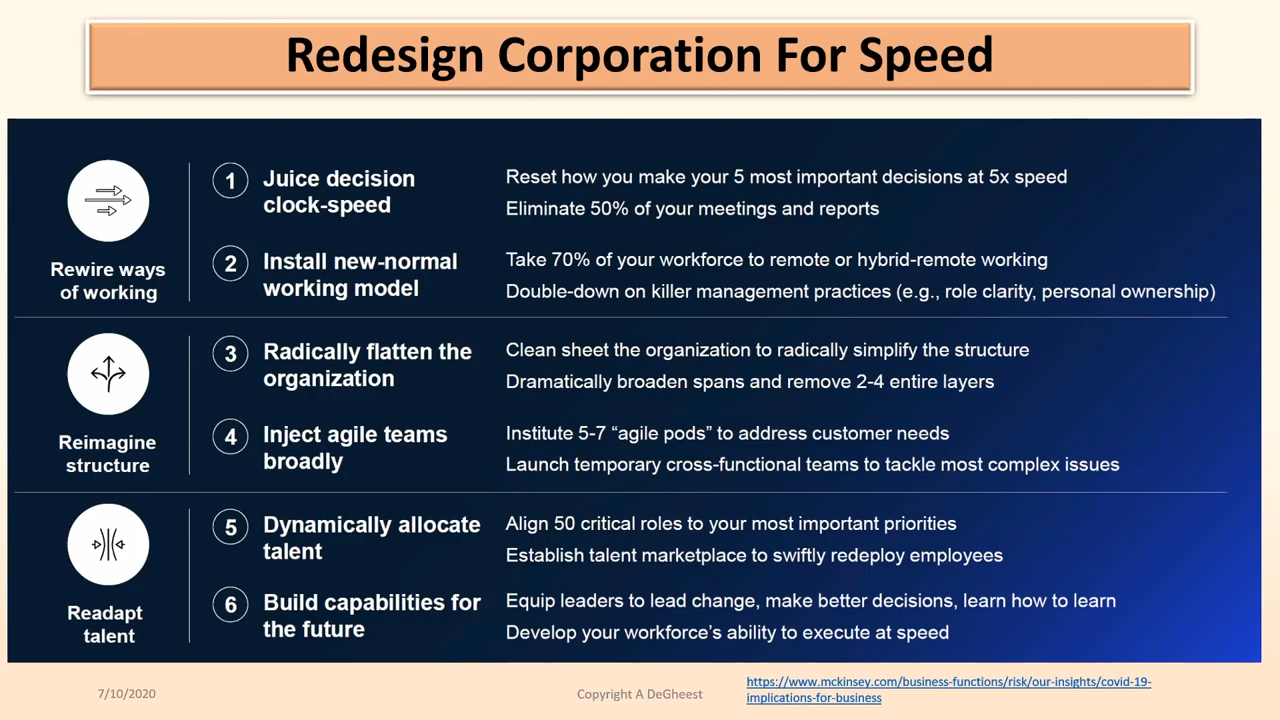 Redesign Corporation For Speed
Rewire ways
of working
1
Juice decision
clock-speed
Reset how you make your 5 most important decisions at 5x speed
Eliminate 50% of your meetings and reports
2
Install new-normal
working model
Take 70% of your workforce to remote or hybrid-remote working
Double-down on killer management practices (e.g., role clarity, personal ownership)
Reimagine
structure
3
Radically flatten the
organization
Clean sheet the organization to radically simplify the structure
Dramatically broaden spans and remove 2-4 entire layers
4
Inject agile teams
broadly
Institute 5-7 “agile pods” to address customer needs
Launch temporary cross-functional teams to tackle most complex issues
Readapt
talent
5
Dynamically allocate
talent
Align 50 critical roles to your most important priorities
Establish talent marketplace to swiftly redeploy employees
6
Build capabilities for
the future
Equip leaders to lead change, make better decisions, learn how to learn
Develop your workforce’s ability to execute at speed
7/10/2020
Copyright A DeGheest
https://www.mckinsey.com/business-functions/risk/our-insights/covid-19-
implications-for-business